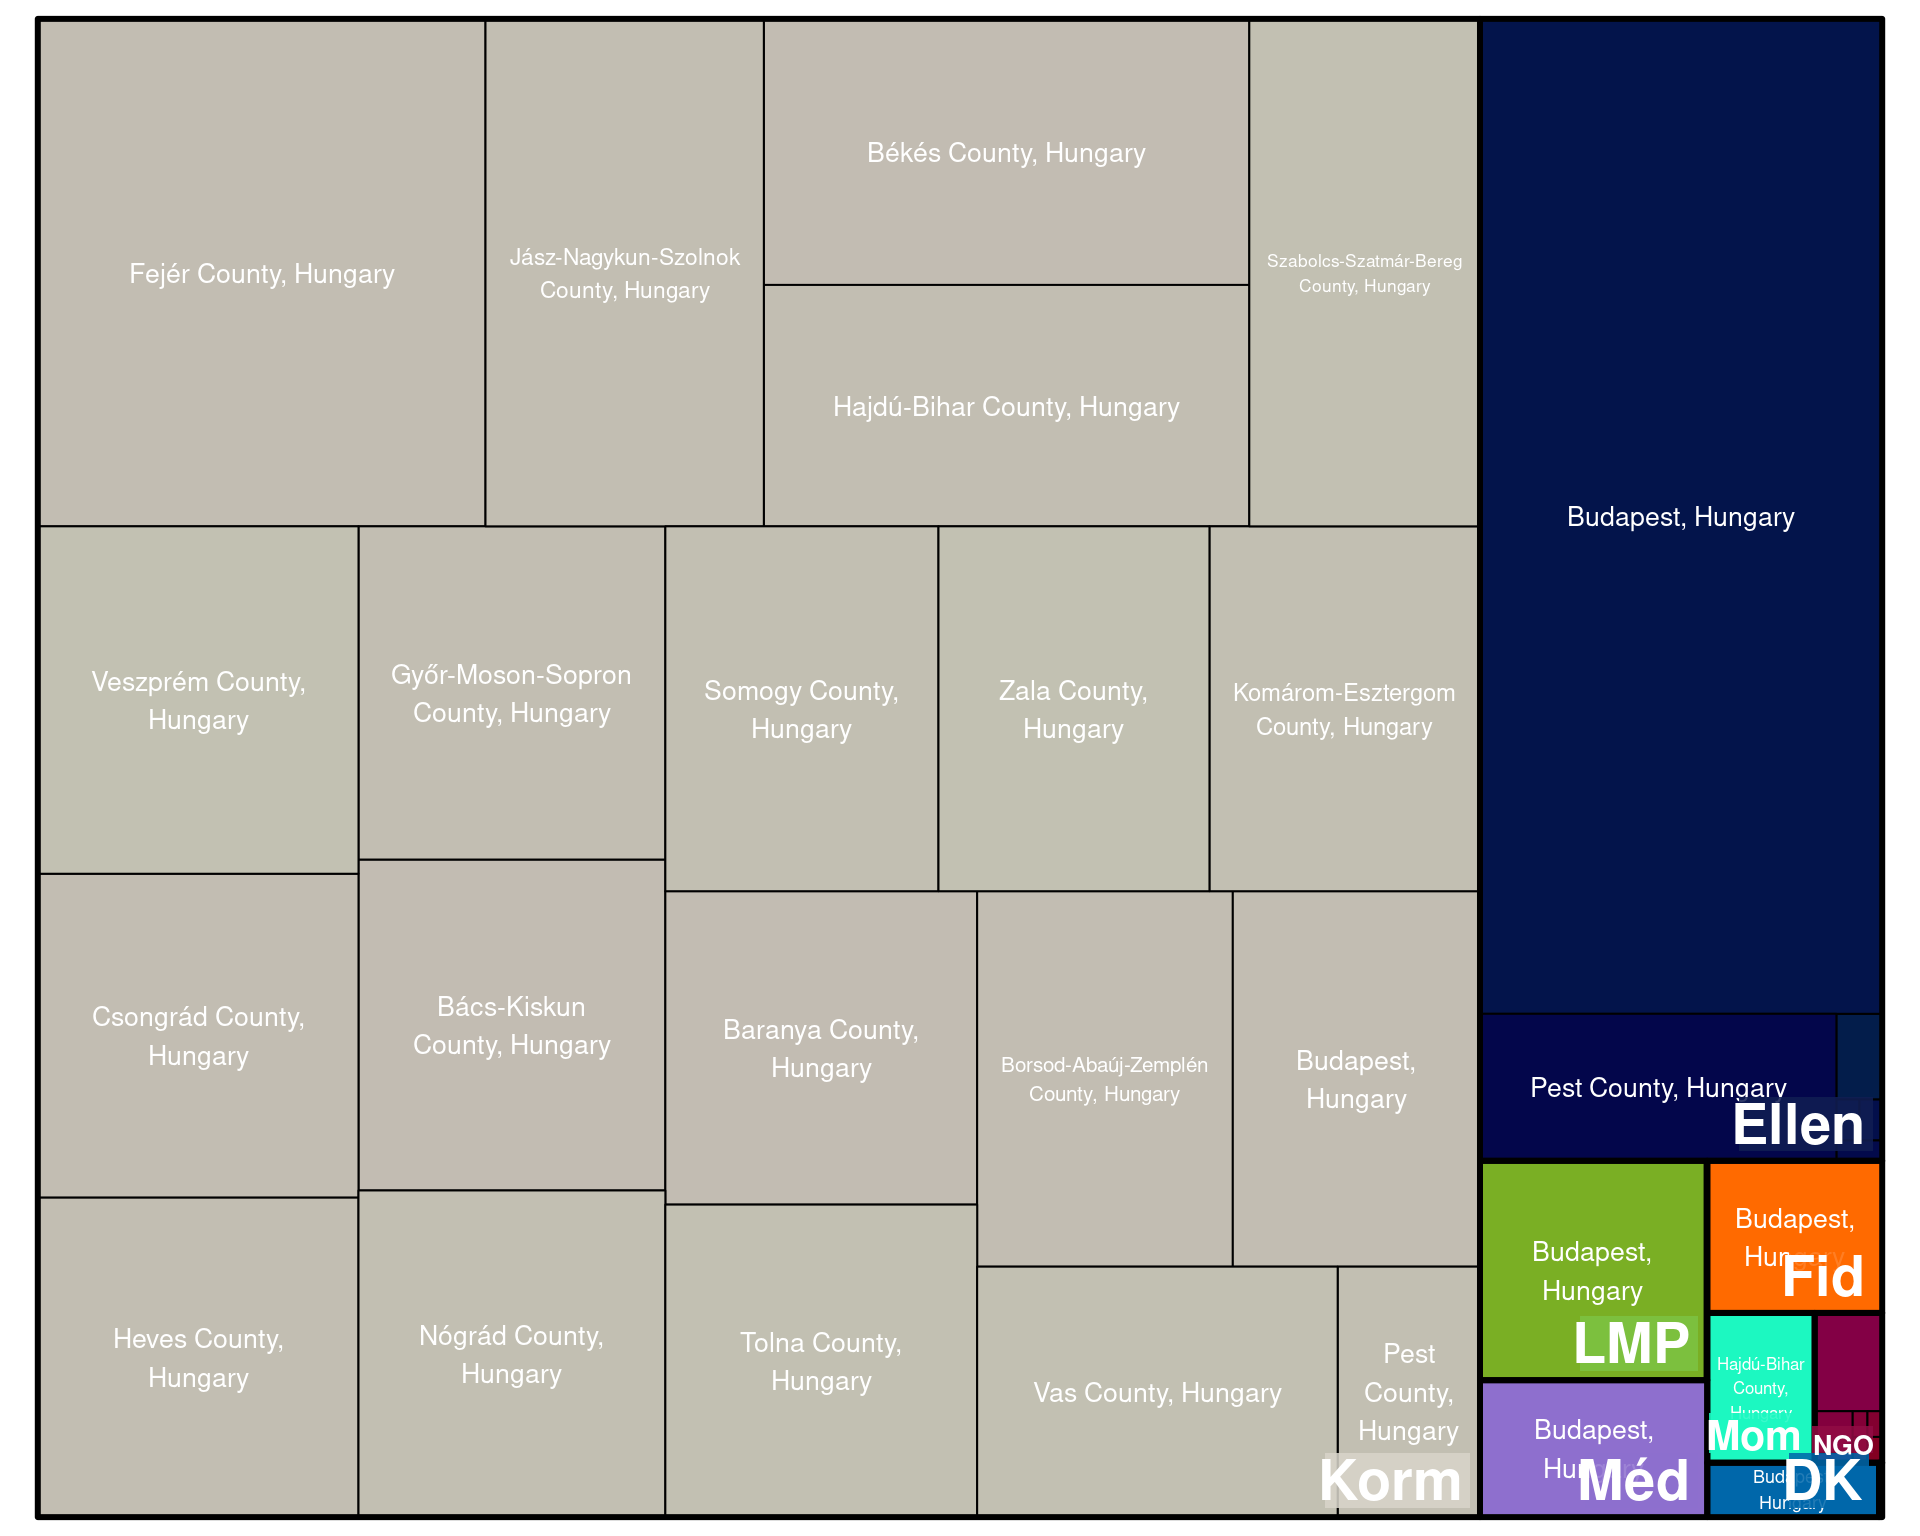 Fejér County, Hungary
Jász-Nagykun-Szolnok
County, Hungary
Békés County, Hungary
Hajdú-Bihar County, Hungary
Szabolcs-Szatmár-Bereg
County, Hungary
Budapest, Hungary
Veszprém County,
Hungary
Győr-Moson-Sopron
County, Hungary
Somogy County,
Hungary
Zala County,
Hungary
Komárom-Esztergom
County, Hungary
Csongrád County,
Hungary
Bács-Kiskun
County, Hungary
Baranya County,
Hungary
Borsod-Abaúj-Zemplén
County, Hungary
Budapest,
Hungary
Pest County, Hungary
Ellen
Heves County,
Hungary
Nógrád County,
Hungary
Tolna County,
Hungary
Vas County, Hungary
Pest
County,
Hungary
Korm
Budapest,
Hungary
LMP
Budapest,
Hungary
Fid
Budapest,
Hungary
Méd
Hajdú-Bihar
County,
Hungary
Mom
NGO
Budapest,
Hungary
DK